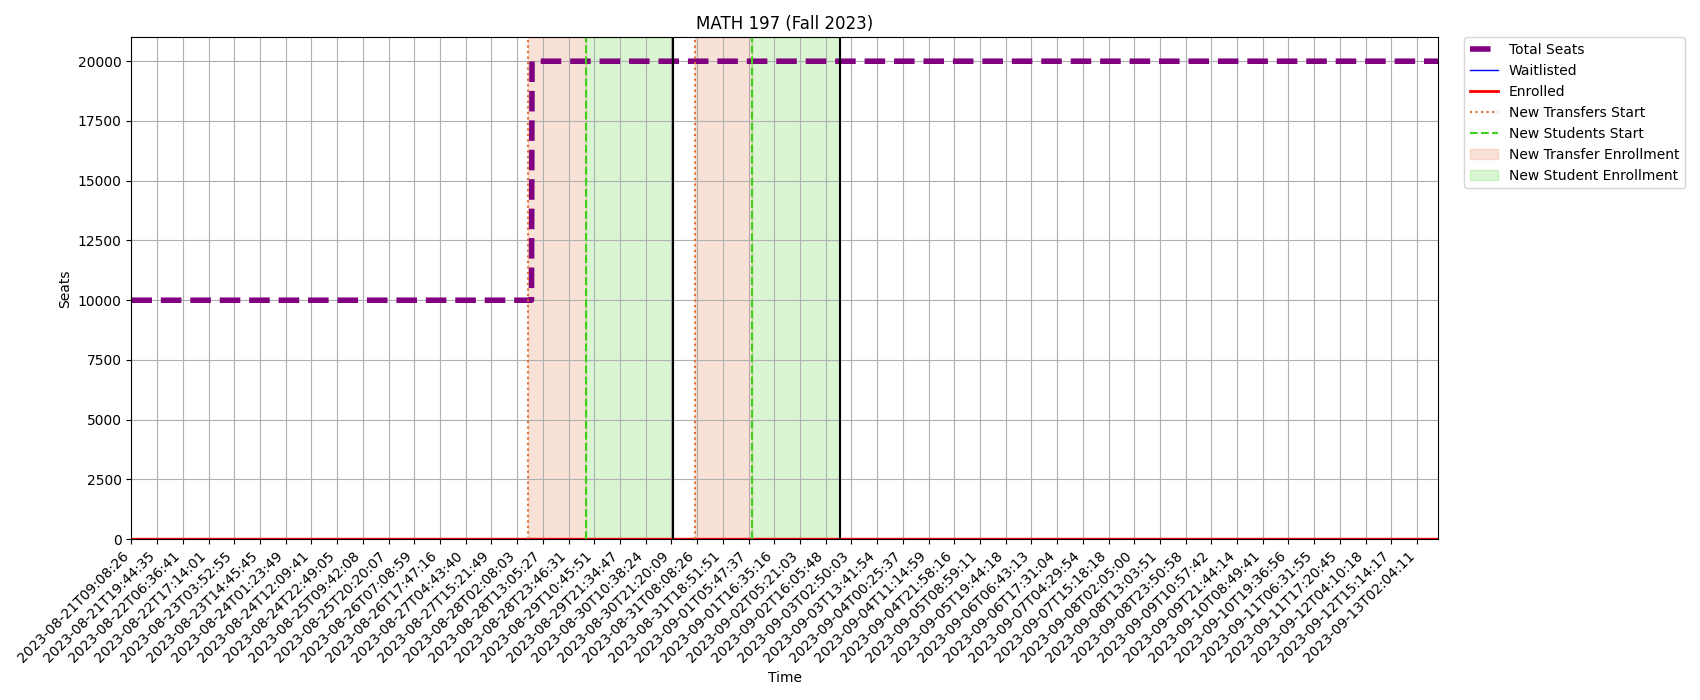 MATH 197 (Fall 2023)
Total Seats
Waitlisted
Enrolled
New Transfers Start
New Students Start
New Transfer Enrollment
New Student Enrollment
20000
17500
15000
12500
10000
7500
5000
2500
0
Seats
2023-08-21T09:08:26
2023-08-21T19:44:35
2023-08-22T06:36:41
2023-08-22T17:14:01
2023-08-23T03:52:55
2023-08-23T14:45:45
2023-08-24T01:23:49
2023-08-24T12:09:41
2023-08-24T22:49:05
2023-08-25T09:42:08
2023-08-25T20:20:07
2023-08-26T07:08:59
2023-08-26T17:47:16
2023-08-27T04:43:40
2023-08-27T15:21:49
2023-08-28T02:08:03
2023-08-28T13:05:27
2023-08-28T23:46:31
2023-08-29T10:45:51
2023-08-29T21:34:47
2023-08-30T10:38:24
2023-08-30T21:20:09
2023-08-31T08:08:26
2023-08-31T18:51:51
2023-09-01T05:47:37
2023-09-01T16:35:16
2023-09-02T05:21:03
2023-09-02T16:05:48
2023-09-03T02:50:03
2023-09-03T13:41:54
2023-09-04T00:25:37
2023-09-04T11:14:59
2023-09-04T21:58:16
2023-09-05T08:59:11
2023-09-05T19:44:18
2023-09-06T06:43:13
2023-09-06T17:31:04
2023-09-07T04:29:54
2023-09-07T15:18:18
2023-09-08T02:05:00
2023-09-08T13:03:51
2023-09-08T23:50:58
2023-09-09T10:57:42
2023-09-09T21:44:14
2023-09-10T08:49:41
2023-09-10T19:36:56
2023-09-11T06:31:55
2023-09-11T17:20:45
2023-09-12T04:10:18
2023-09-12T15:14:17
2023-09-13T02:04:11
Time